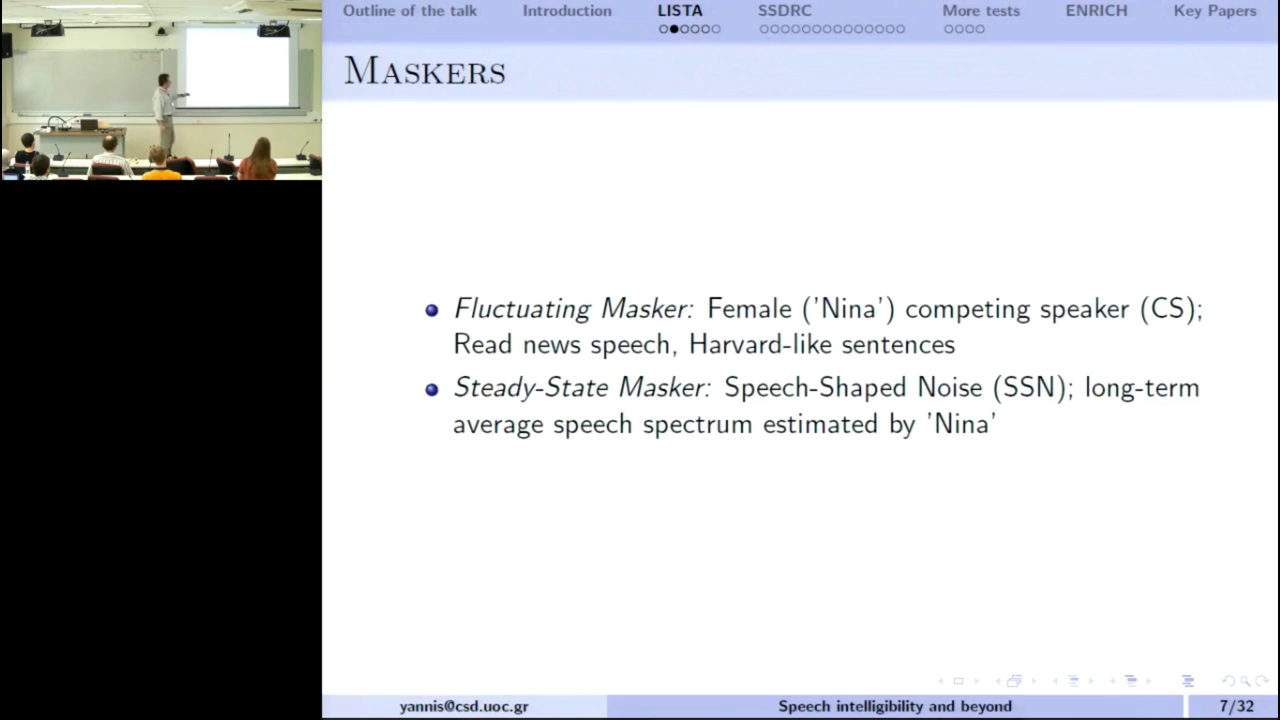 Outline of the talk Introduction LISTA SSDRC More tests ENRICH Key Papers
Maskers
Fluctuating Masker: Female ('Nina') competing speaker (CS);
Read news speech, Harvard-like sentences
Steady-State Masker: Speech-Shaped Noise (SSN); long-term
average speech spectrum estimated by 'Nina'
yannis@csd.uoc.gr Speech intelligibility and beyond 7/32